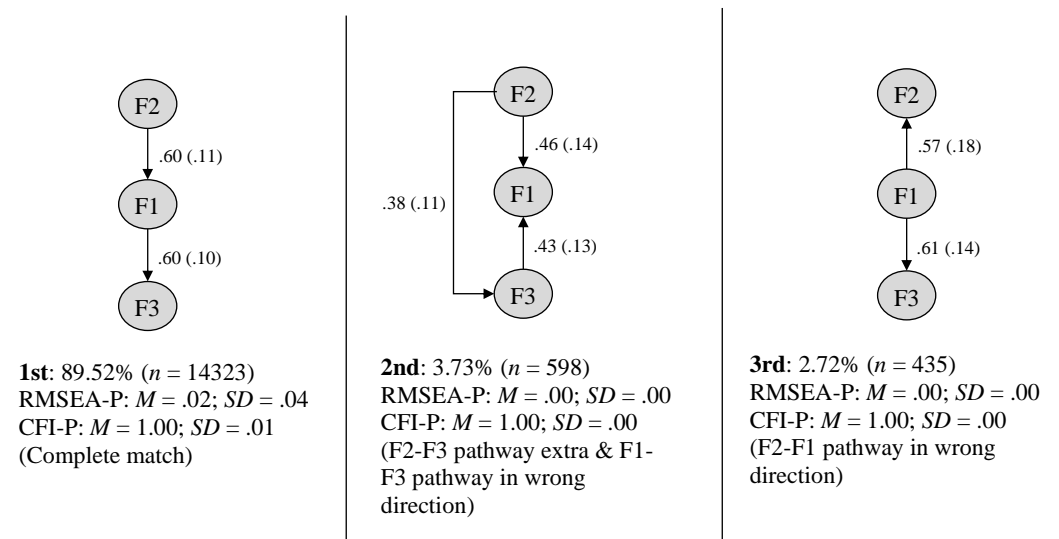 F2
.60 (.11)
F1
.60 (.10)
F3
1st: 89.52% (n = 14323)
RMSEA-P: M = .02; SD = .04
CFI-P: M = 1.00; SD = .01
(Complete match)
F2
.46 (.14)
F1
.38 (.11)
.43 (.13)
F3
2nd: 3.73% (n = 598)
RMSEA-P: M = .00; SD = .00
CFI-P: M = 1.00; SD = .00
(F2-F3 pathway extra & F1-
F3 pathway in wrong
direction)
F2
.57 (.18)
F1
.61 (.14)
F3
3rd: 2.72% (n = 435)
RMSEA-P: M = .00; SD = .00
CFI-P: M = 1.00; SD = .00
(F2-F1 pathway in wrong
direction)